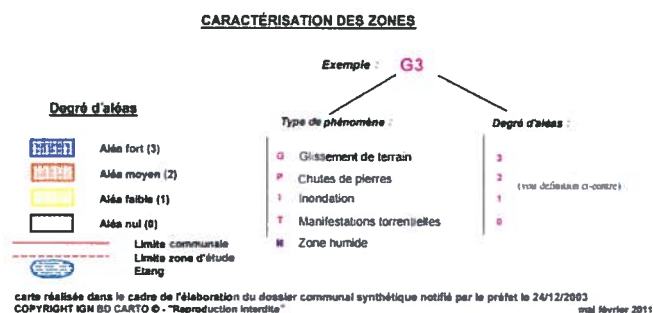 CARACTÉRISATION DES ZONES
Exemple : G3
Degré d'aléas
Aléa fort (3)
Aléa moyen (2)
Aléa faible (1)
Aléa nul (0)
Limite communale
Limite zone d'étude
Etang
Type de phénomène :
G Glissement de terrain
P Chutes de pierres
I Inondation
T Manifestations torrentielles
H Zone humide
Degré d'aléas :
3
2
1
0
(voir définition ci-contre)
carte réalisée dans le cadre de l'élaboration du dossier communal synthétique notifié par le préfet le 24/12/2003
COPYRIGHT IGN BD CARTO © - "Reproduction interdite"
mai février 2011